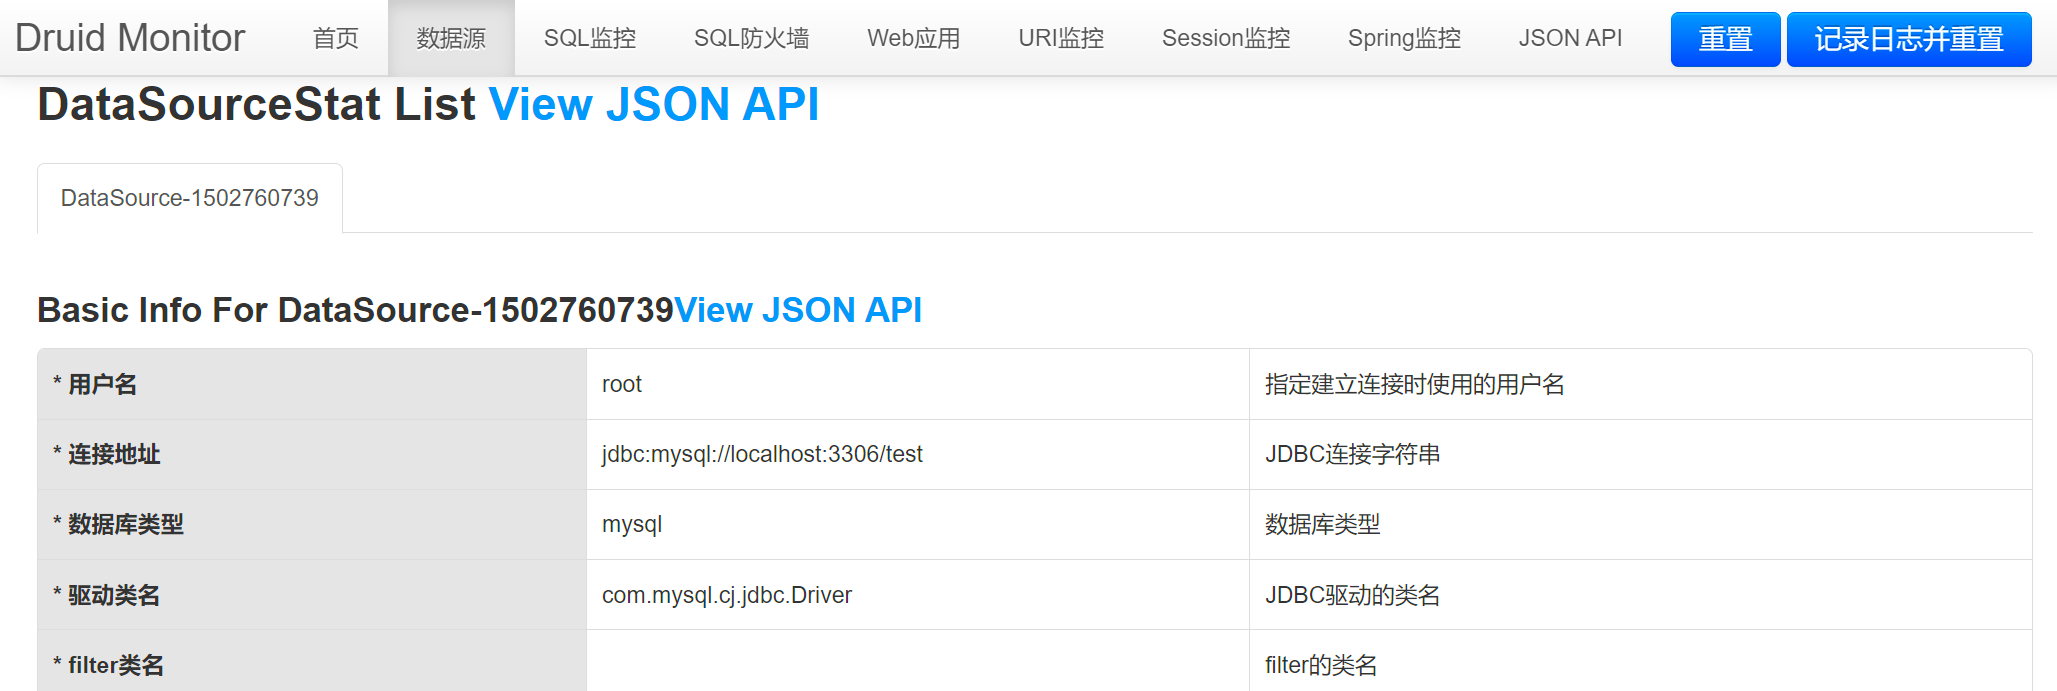 Druid Monitor 首页 数据源 SQL监控 SQL防火墙 Web应用 URI监控 Session监控 Spring监控 JSON API 重置 记录日志并重置
DataSourceStat List View JSON API
DataSource-1502760739
Basic Info For DataSource-1502760739View JSON API
* 用户名 root 指定建立连接时使用的用户名
* 连接地址 jdbc:mysql://localhost:3306/test JDBC连接字符串
* 数据库类型 mysql 数据库类型
* 驱动类名 com.mysql.cj.jdbc.Driver JDBC驱动的类名
* filter类名 filter的类名